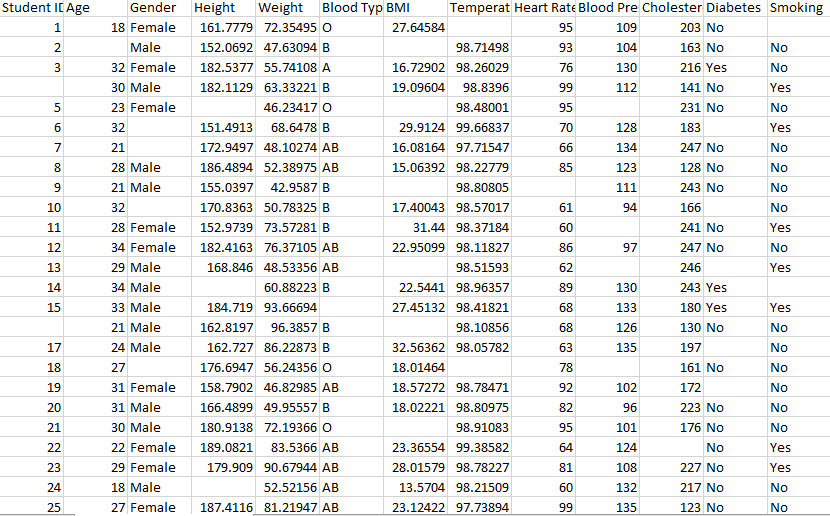 Student ID Age Gender Height Weight Blood Typ BMI Temperat Heart Rate Blood Pre Cholester Diabetes Smoking
1 18 Female 161.7779 72.35495 O 27.64584 95 109 203 No
2 Male 152.0692 47.63094 B 98.71498 93 104 163 No No
3 32 Female 182.5377 55.74108 A 16.72902 98.26029 76 130 216 Yes No
30 Male 182.1129 63.33221 B 19.09604 98.8396 99 112 141 No Yes
5 23 Female 46.23417 O 98.48001 95 231 No No
6 32 151.4913 68.6478 B 29.9124 99.66837 70 128 183 Yes
7 21 172.9497 48.10274 AB 16.08164 97.71547 66 134 247 No No
8 28 Male 186.4894 52.38975 AB 15.06392 98.22779 85 123 128 No No
9 21 Male 155.0397 42.9587 B 98.80805 111 243 No No
10 32 170.8363 50.78325 B 17.40043 98.57017 61 94 166 No
11 28 Female 152.9739 73.57281 B 31.44 98.37184 60 241 No Yes
12 34 Female 182.4163 76.37105 AB 22.95099 98.11827 86 97 247 No No
13 29 Male 168.846 48.53356 AB 98.51593 62 246 Yes
14 34 Male 60.88223 B 22.5441 98.96357 89 130 243 Yes
15 33 Male 184.719 93.66694 27.45132 98.41821 68 133 180 Yes Yes
21 Male 162.8197 96.3857 B 98.10856 68 126 130 No No
17 24 Male 162.727 86.22873 B 32.56362 98.05782 63 135 197 No
18 27 176.6947 56.24356 O 18.01464 78 161 No No
19 31 Female 158.7902 46.82985 AB 18.57272 98.78471 92 102 172 No
20 31 Male 166.4899 49.95557 B 18.02221 98.80975 82 96 223 No No
21 30 Male 180.9138 72.19366 O 98.91083 95 101 176 No No
22 22 Female 189.0821 83.5366 AB 23.36554 99.38582 64 124 No Yes
23 29 Female 179.909 90.67944 AB 28.01579 98.78227 81 108 227 No Yes
24 18 Male 52.52156 AB 13.5704 98.21509 60 132 217 No No
25 27 Female 187.4116 81.21947 AB 23.12422 97.73894 99 135 123 No No